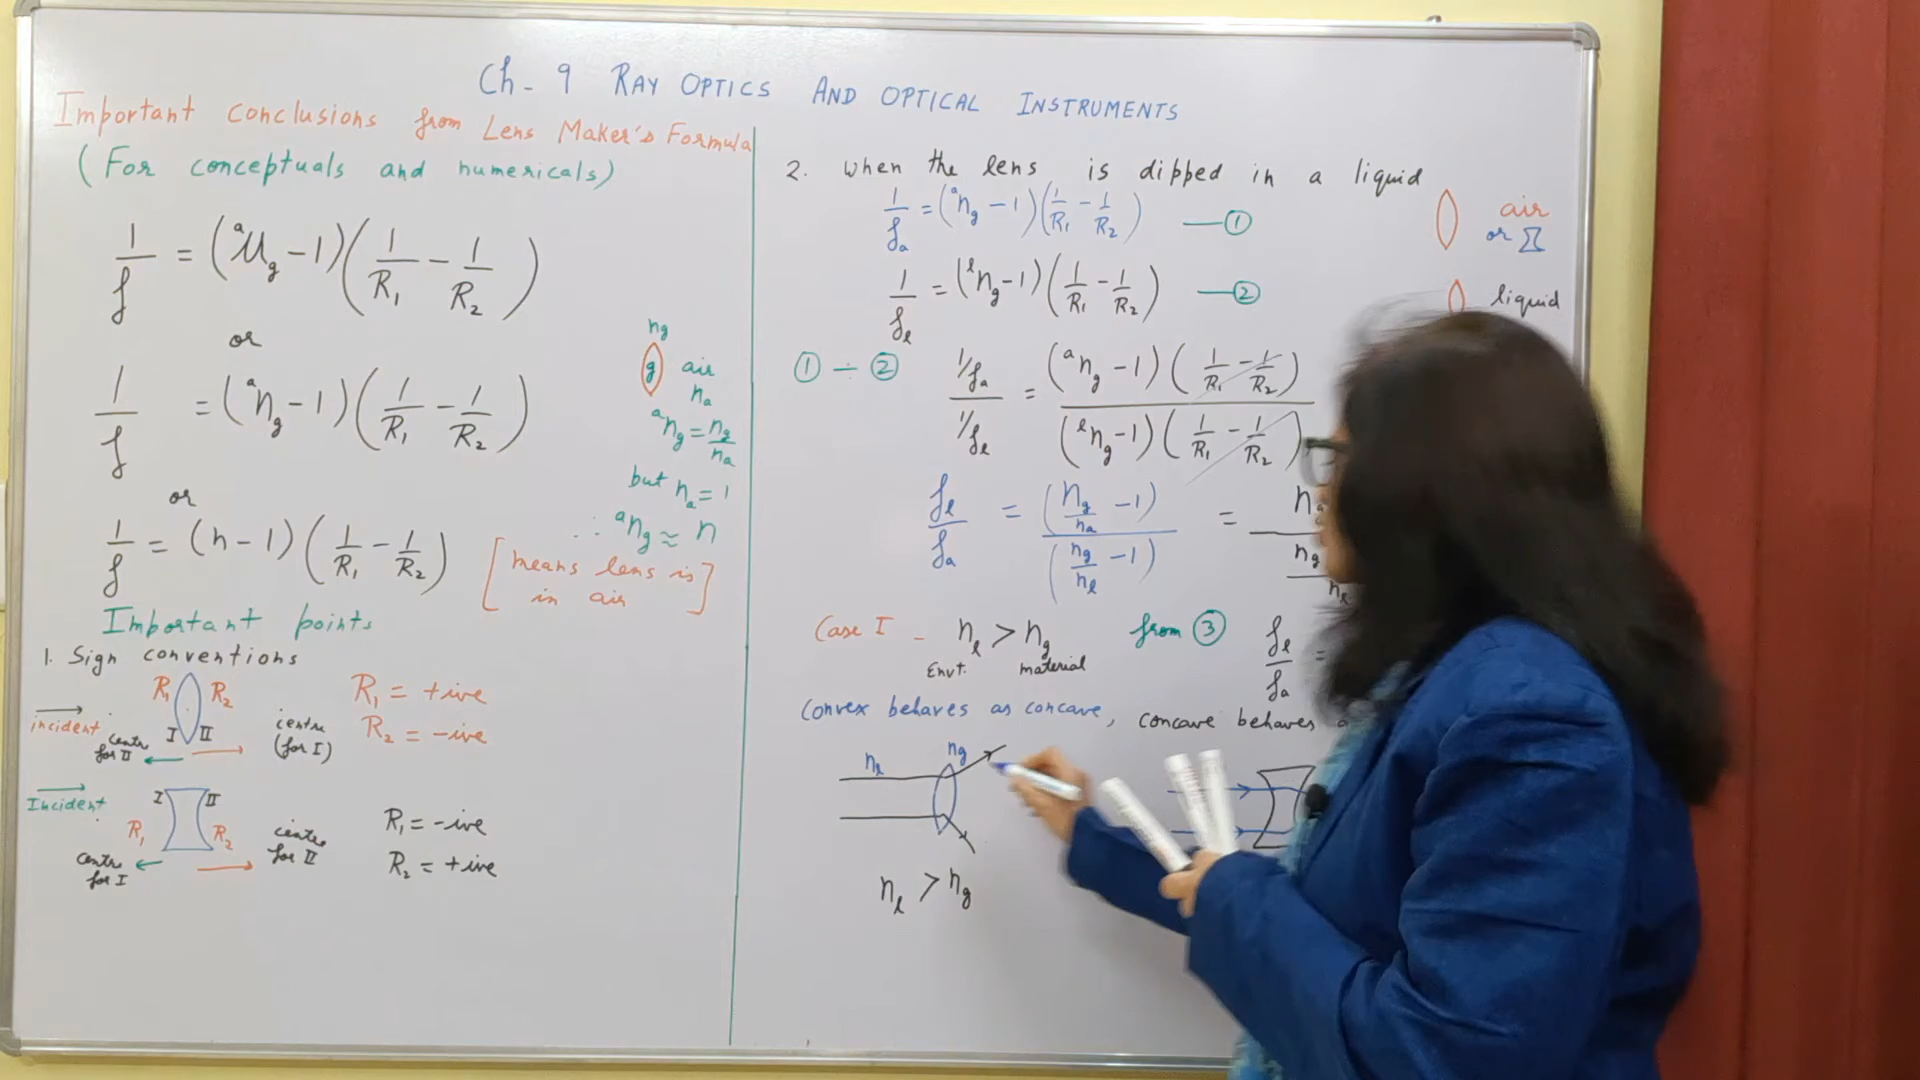 Ch - 9 RAY OPTICS AND OPTICAL INSTRUMENTS
Important conclusions from Lens Maker's Formula
(For conceptuals and numericals)
1/f = (ᵃμg - 1)(1/R₁ - 1/R₂)
or
1/f = (ᵃng - 1)(1/R₁ - 1/R₂)
or
1/f = (n - 1)(1/R₁ - 1/R₂)
[means lens is
in air]
ng
g air
na
ᵃng = ng/na
but na = 1
∴ ᵃng ≈ n
Important points
1. Sign conventions
incident
R₁ R₂
I II
centre for II
centre (for I)
R₁ = +ive
R₂ = -ive
Incident
I II
R₁ R₂
centre for I
centre for II
R₁ = -ive
R₂ = +ive
2. when the lens is dipped in a liquid
1/fa = (ᵃng - 1)(1/R₁ - 1/R₂) — ①
air
or
1/fl = (ˡng - 1)(1/R₁ - 1/R₂) — ②
liquid
① ÷ ② (1/fa)/(1/fl) = (ᵃng - 1)(1/R₁ - 1/R₂) / (ˡng - 1)(1/R₁ - 1/R₂)
fl/fa = (ng/na - 1) / (ng/nl - 1) =
ng
nl
Case I - nl > ng from ③ fl/fa =
Envt. material
Convex behaves as concave, concave behaves
nl ng
nl > ng